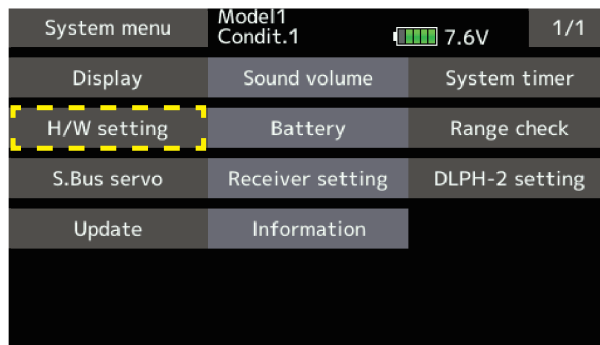 System menu
Model1
Condit.1
7.6V
1/1
Display
Sound volume
System timer
H/W setting
Battery
Range check
S.Bus servo
Receiver setting
DLPH-2 setting
Update
Information